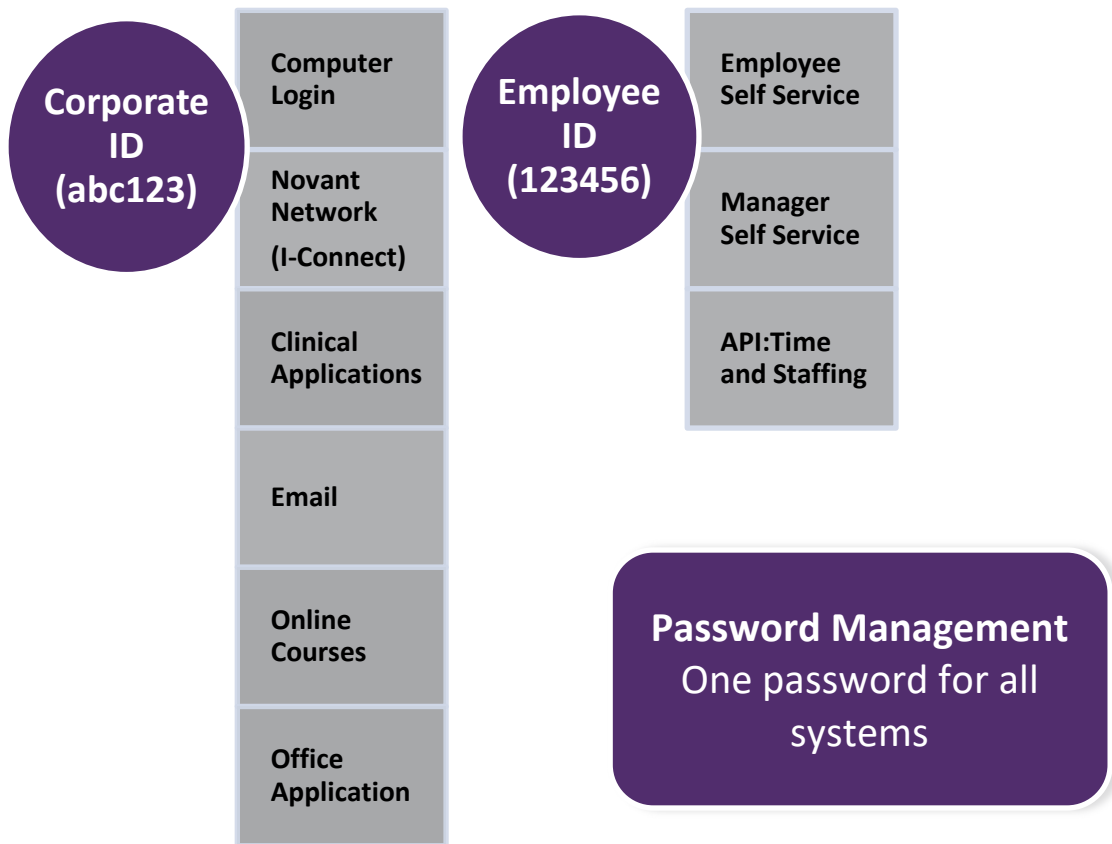 Corporate
ID
(abc123)
Computer
Login
Novant
Network
(I-Connect)
Clinical
Applications
Email
Online
Courses
Office
Application
Employee
ID
(123456)
Employee
Self Service
Manager
Self Service
API:Time
and Staffing
Password Management
One password for all
systems